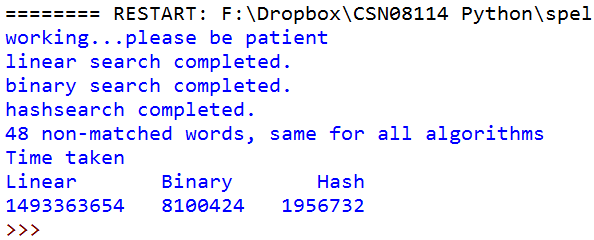 ======== RESTART: F:\Dropbox\CSN08114 Python\spel
working...please be patient
linear search completed.
binary search completed.
hashsearch completed.
48 non-matched words, same for all algorithms
Time taken
Linear Binary Hash
1493363654 8100424 1956732
>>>